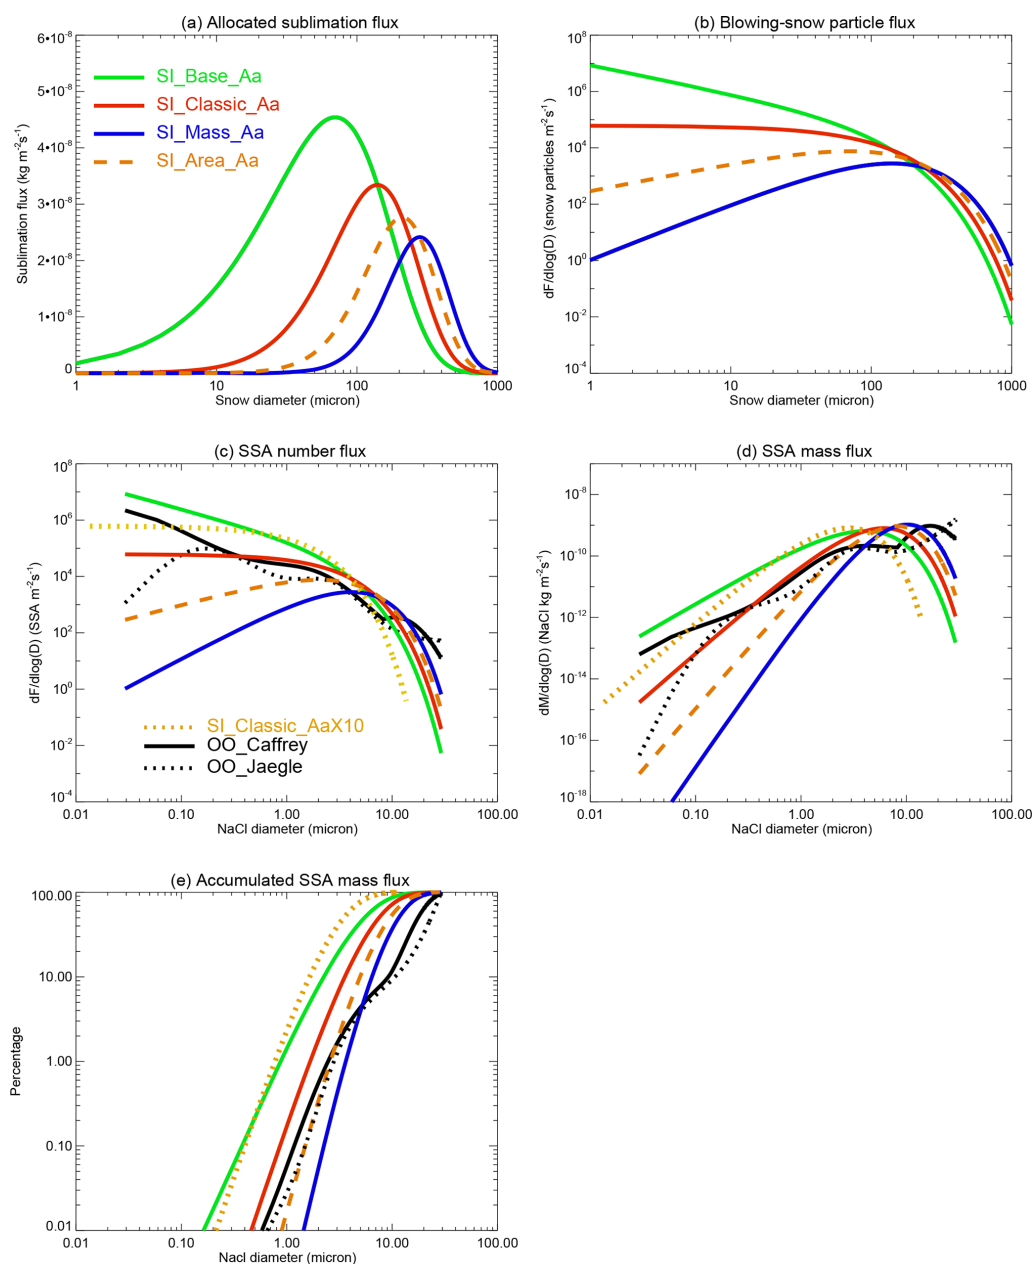 (a) Allocated sublimation flux
6•10⁻⁸
5•10⁻⁸
4•10⁻⁸
3•10⁻⁸
2•10⁻⁸
1•10⁻⁸
0
Sublimation flux (kg m⁻²s⁻¹)
SI_Base_Aa
SI_Classic_Aa
SI_Mass_Aa
SI_Area_Aa
1 10 100 1000
Snow diameter (micron)
(b) Blowing-snow particle flux
10⁸
10⁶
10⁴
10²
10⁰
10⁻²
10⁻⁴
dF/dlog(D) (snow particles m⁻²s⁻¹)
1 10 100 1000
Snow diameter (micron)
(c) SSA number flux
10⁸
10⁶
10⁴
10²
10⁰
10⁻²
10⁻⁴
dF/dlog(D) (SSA m⁻²s⁻¹)
SI_Classic_AaX10
OO_Caffrey
OO_Jaegle
0.01 0.10 1.00 10.00 100.00
NaCl diameter (micron)
(d) SSA mass flux
10⁻⁸
10⁻¹⁰
10⁻¹²
10⁻¹⁴
10⁻¹⁶
10⁻¹⁸
dM/dlog(D) (NaCl kg m⁻²s⁻¹)
0.01 0.10 1.00 10.00 100.00
NaCl diameter (micron)
(e) Accumulated SSA mass flux
100.00
10.00
1.00
0.10
0.01
Percentage
0.01 0.10 1.00 10.00 100.00
Nacl diameter (micron)